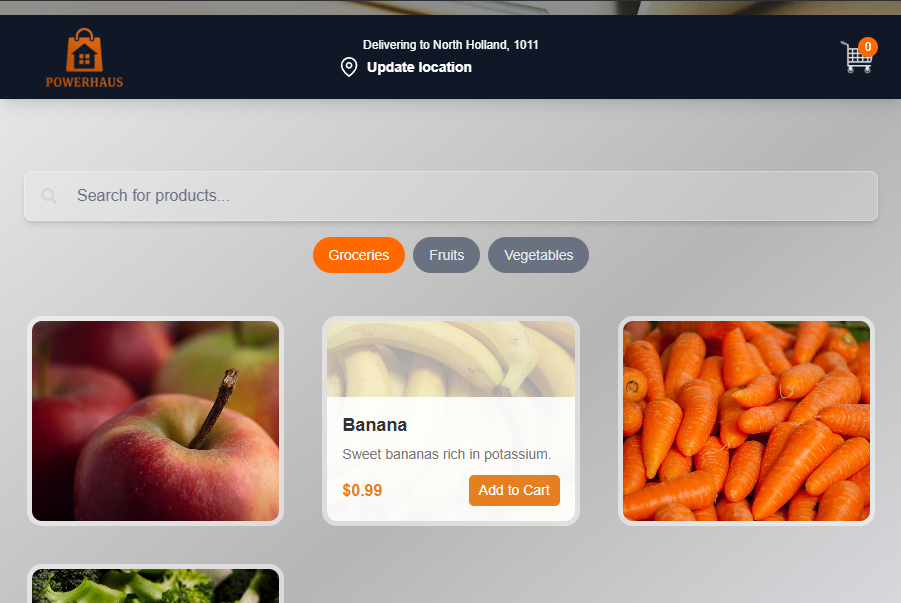 POWERHAUS
Delivering to North Holland, 1011
Update location
0
Search for products...
Groceries
Fruits
Vegetables
Banana
Sweet bananas rich in potassium.
$0.99
Add to Cart